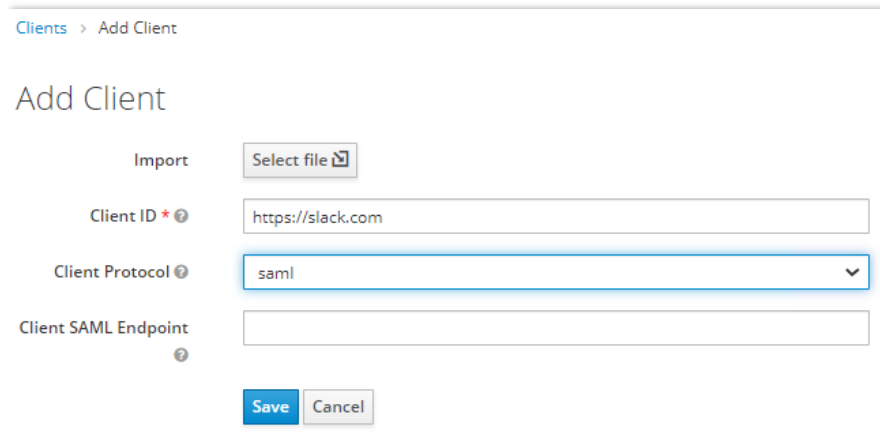 Clients > Add Client
Add Client
Import Select file
Client ID * https://slack.com
Client Protocol saml
Client SAML Endpoint
Save Cancel